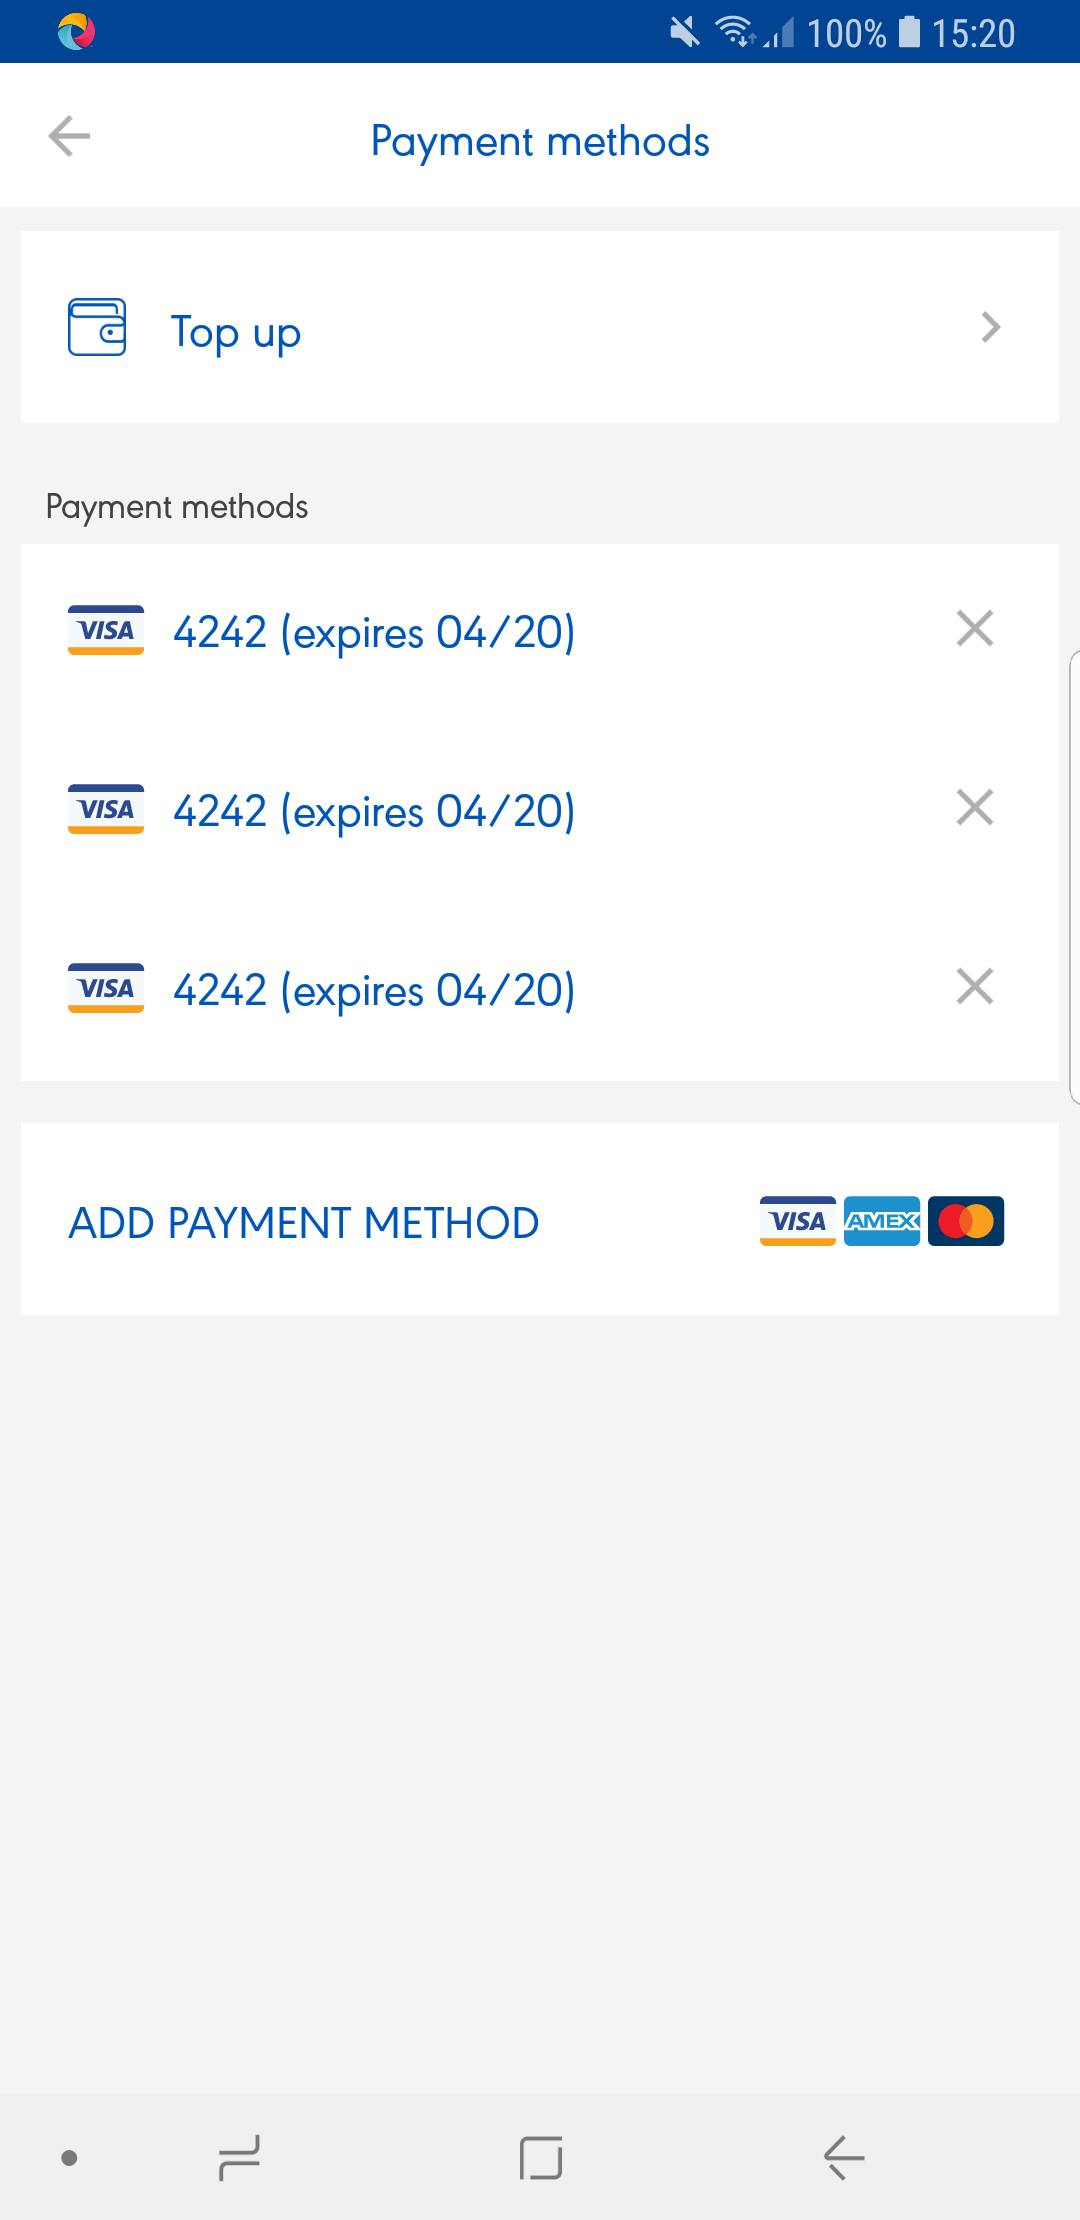 100% 15:20
Payment methods
Top up
Payment methods
VISA 4242 (expires 04/20)
VISA 4242 (expires 04/20)
VISA 4242 (expires 04/20)
ADD PAYMENT METHOD VISA AMEX